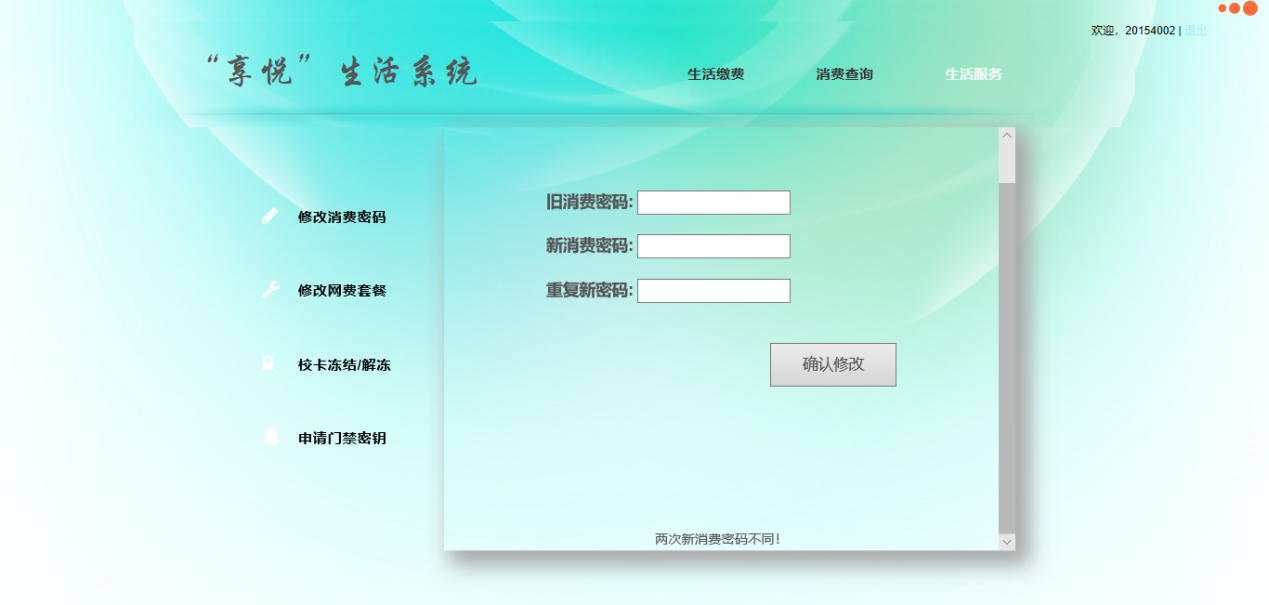 欢迎，20154002 | 退出
“享悦”生活系统
生活缴费 消费查询 生活服务
修改消费密码
修改网费套餐
校卡冻结/解冻
申请门禁密钥
旧消费密码:
新消费密码:
重复新密码:
确认修改
两次新消费密码不同！